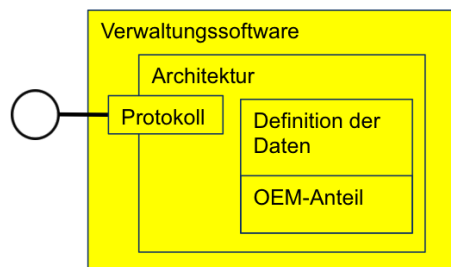 Verwaltungssoftware
Architektur
Protokoll
Definition der
Daten
OEM-Anteil